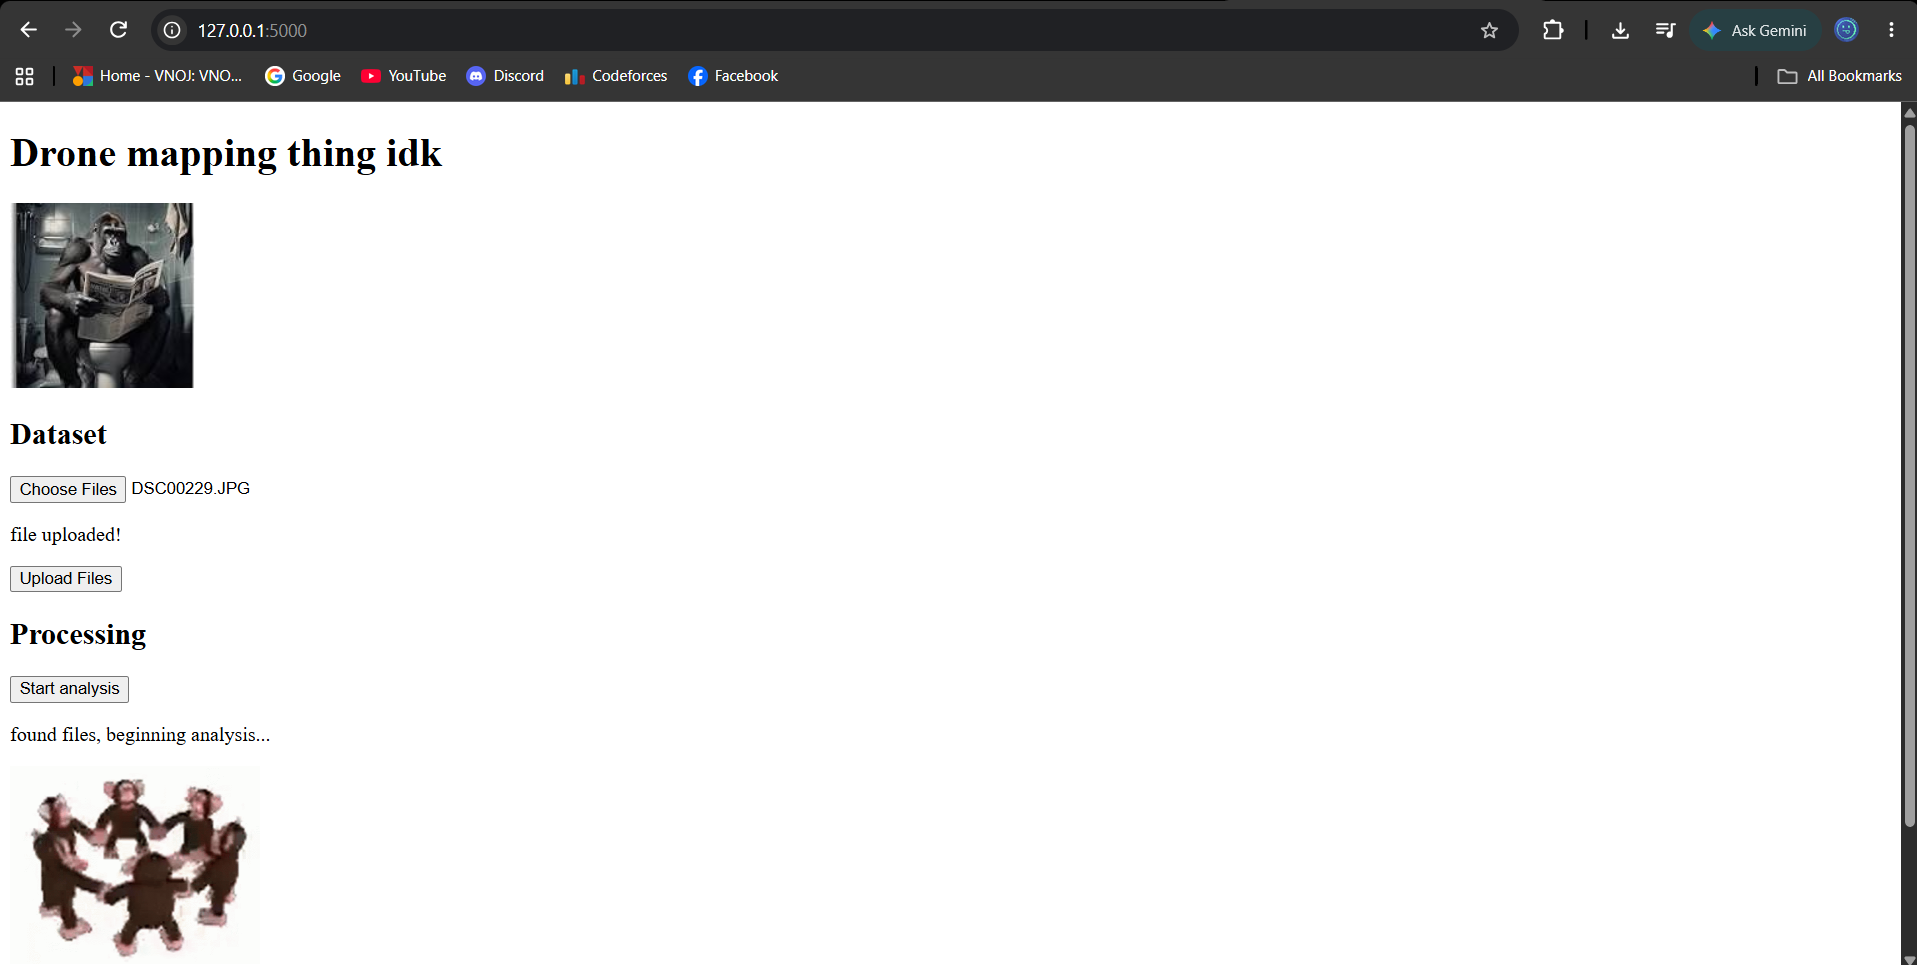 127.0.0.1:5000
Ask Gemini
Home - VNOJ: VNO...
Google
YouTube
Discord
Codeforces
Facebook
All Bookmarks
Drone mapping thing idk
Dataset
Choose Files DSC00229.JPG
file uploaded!
Upload Files
Processing
Start analysis
found files, beginning analysis...